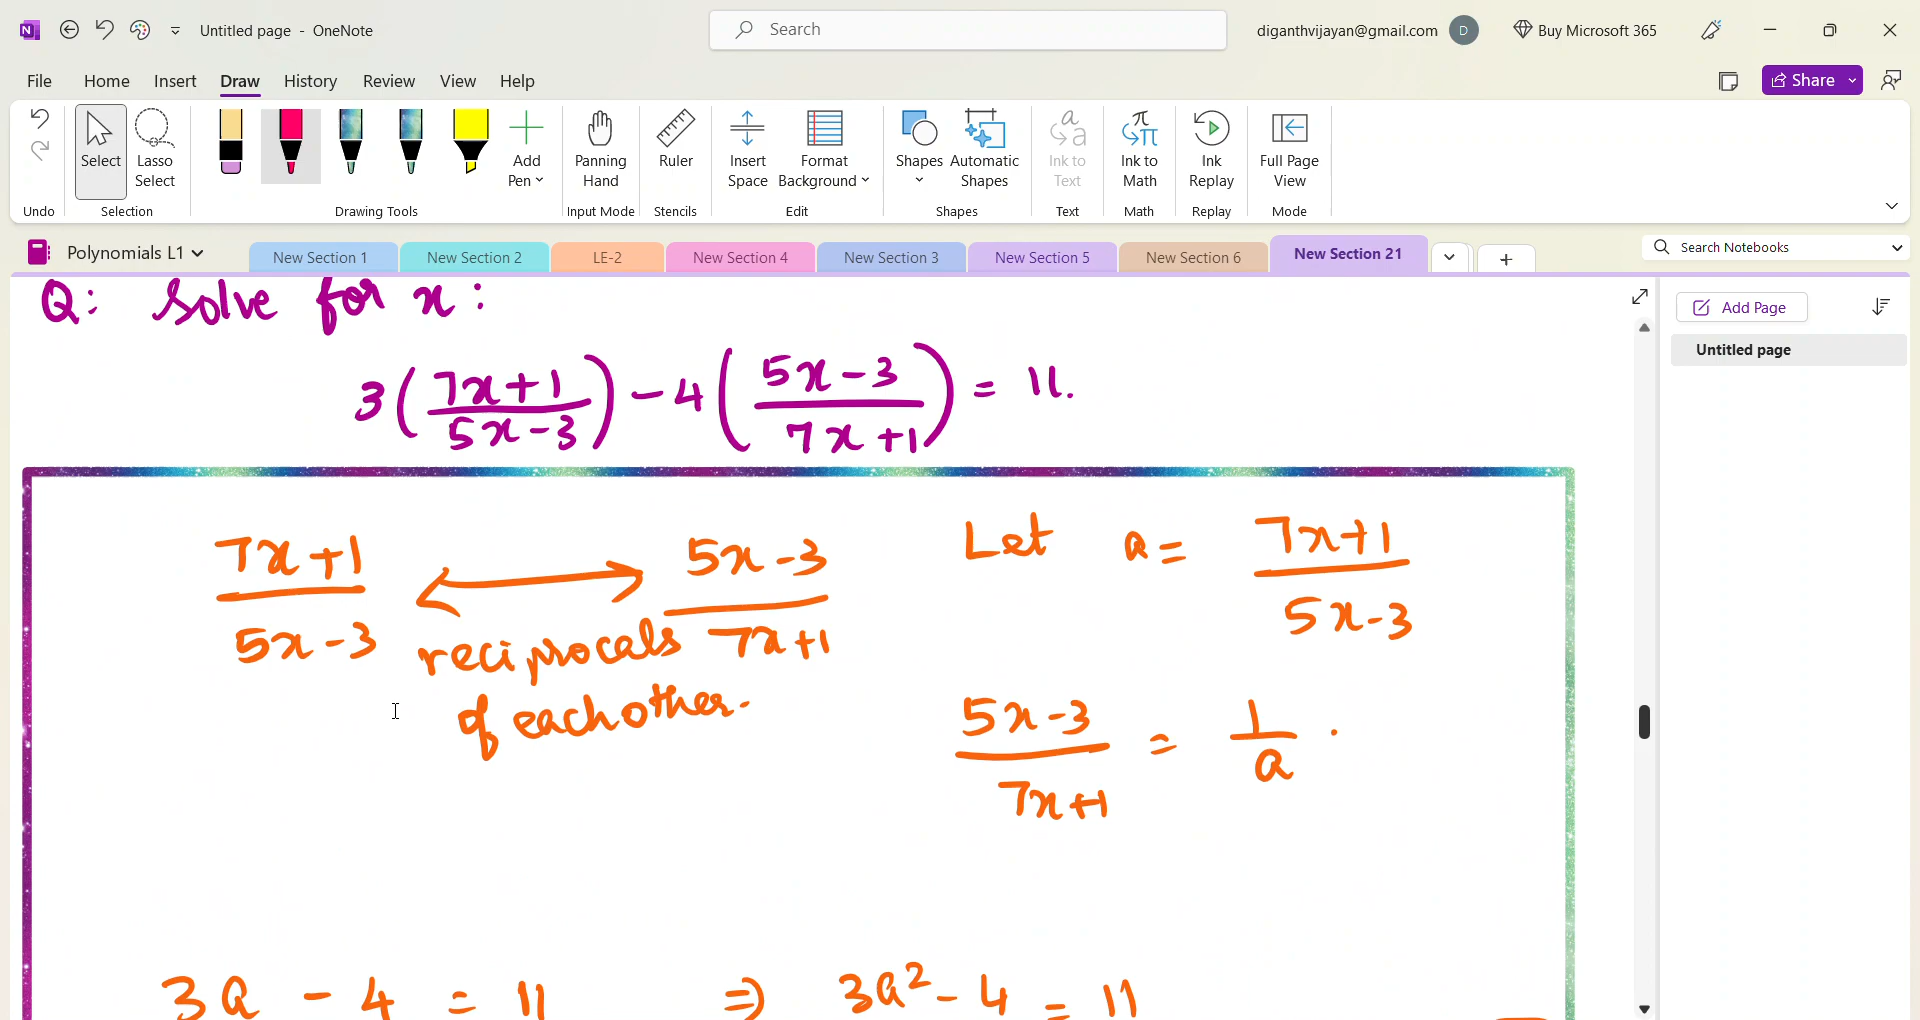 Untitled page - OneNote
Search
diganthvijayan@gmail.com D
Buy Microsoft 365
File Home Insert Draw History Review View Help
Share
Undo
Select
Lasso Select
Selection
Drawing Tools
Add Pen
Panning Hand
Input Mode
Ruler
Stencils
Insert Space
Format Background
Edit
Shapes
Automatic Shapes
Shapes
Ink to Text
Text
Ink to Math
Math
Ink Replay
Replay
Full Page View
Mode
Polynomials L1
New Section 1 New Section 2 LE-2 New Section 4 New Section 3 New Section 5 New Section 6 New Section 21
Search Notebooks
Add Page
Untitled page
Q: Solve for x:
3((7x+1)/(5x-3)) - 4((5x-3)/(7x+1)) = 11.
(7x+1)/(5x-3) ↔ (5x-3)/(7x+1)
reciprocals
of each other.
Let a = (7x+1)/(5x-3)
(5x-3)/(7x+1) = 1/a .
3a - 4 = 11 ⇒ 3a² - 4 = 11